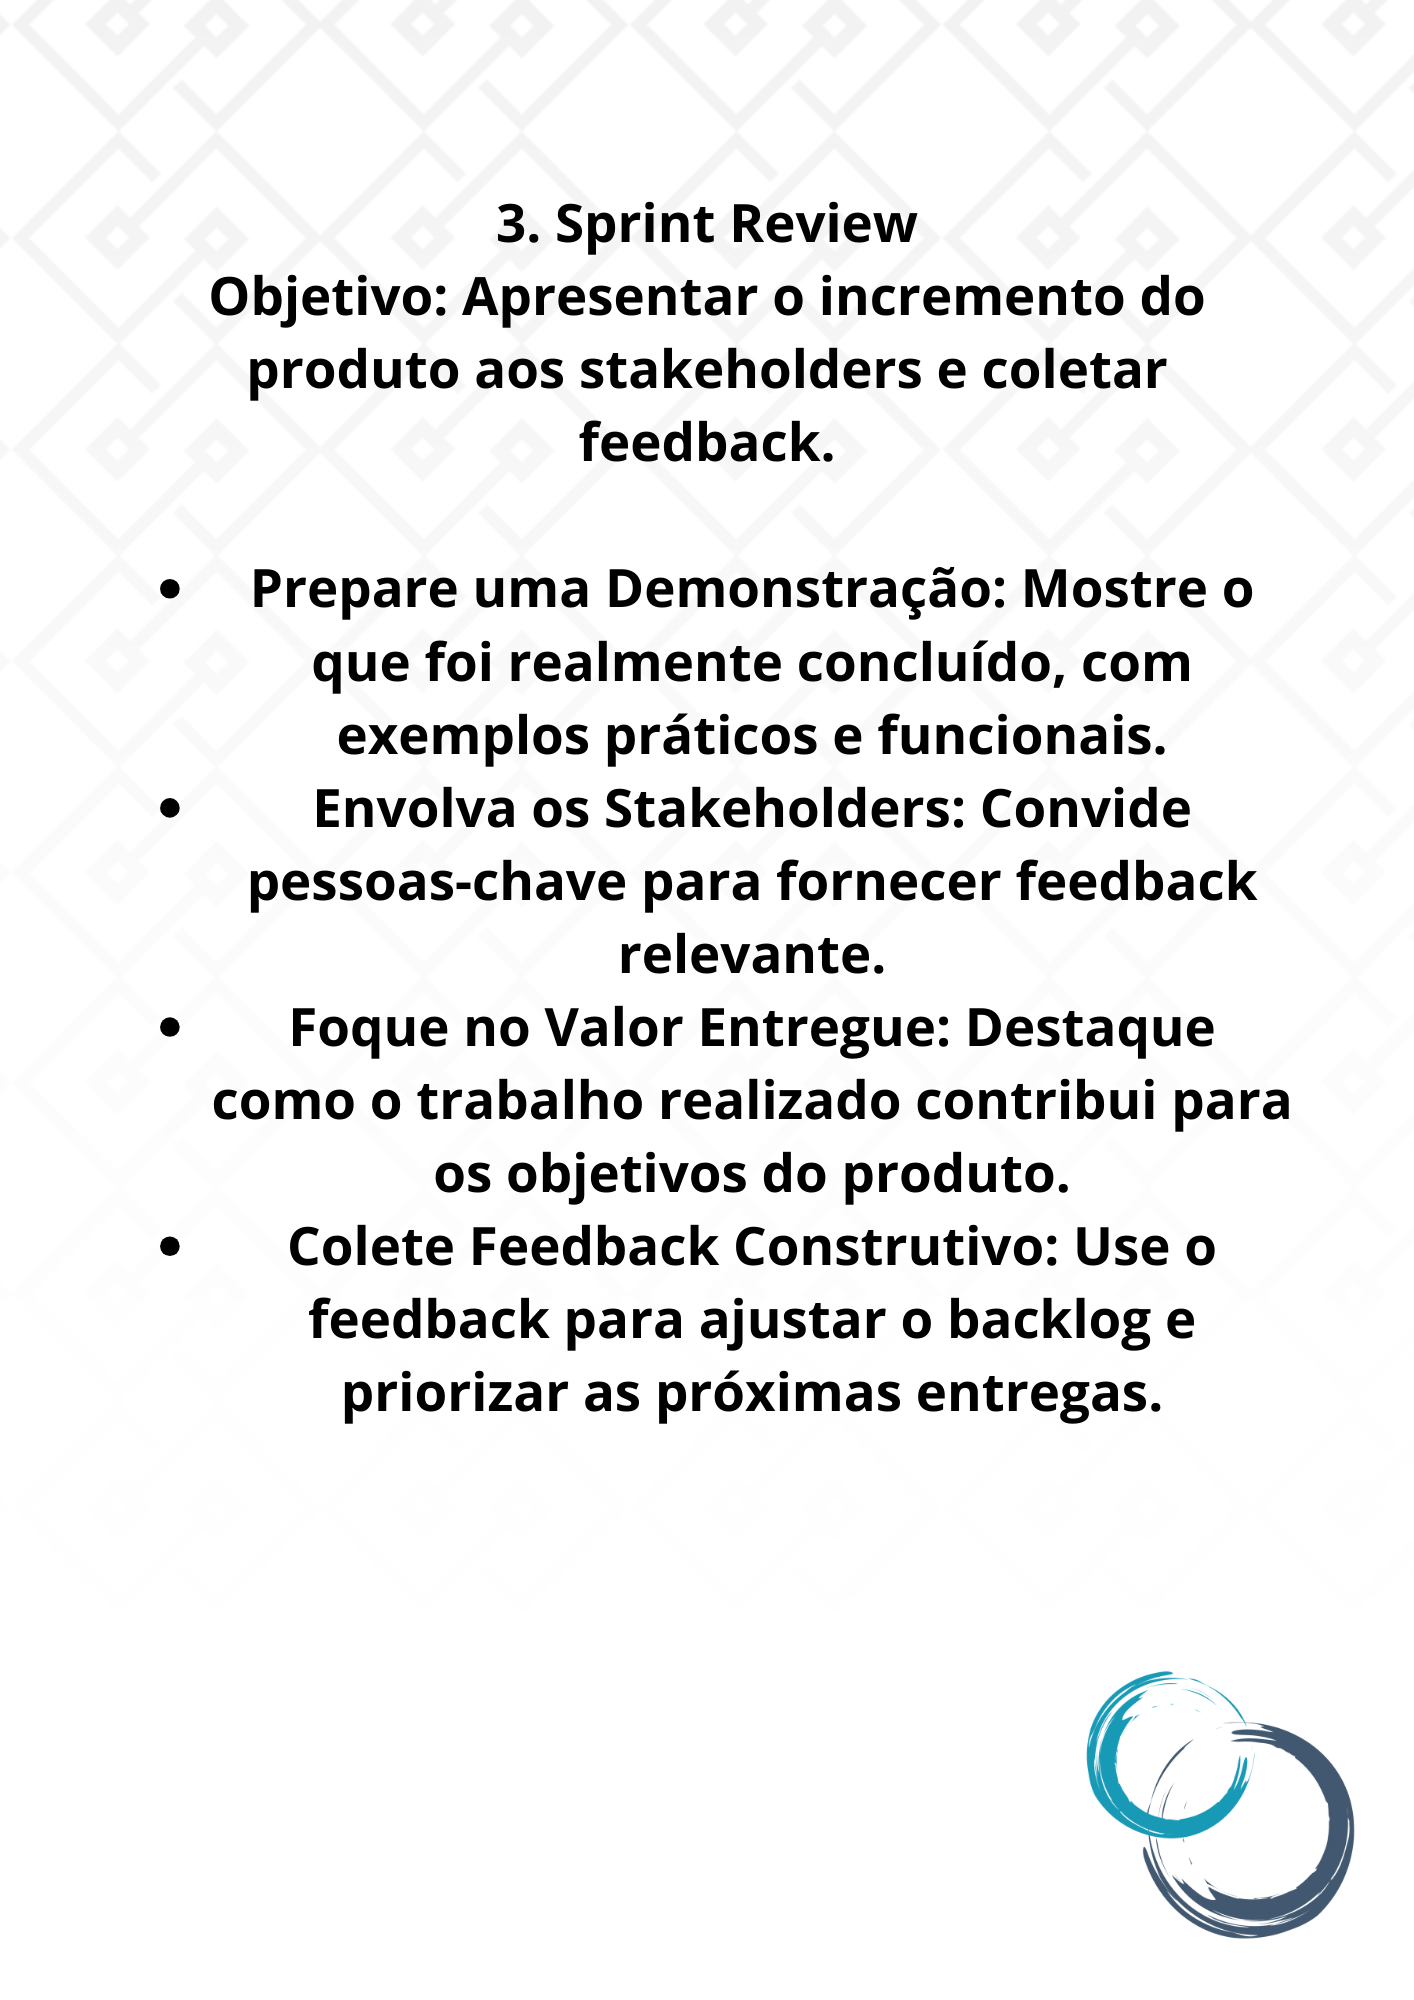 3. Sprint Review
Objetivo: Apresentar o incremento do
produto aos stakeholders e coletar
feedback.
• Prepare uma Demonstração: Mostre o
que foi realmente concluído, com
exemplos práticos e funcionais.
• Envolva os Stakeholders: Convide
pessoas-chave para fornecer feedback
relevante.
• Foque no Valor Entregue: Destaque
como o trabalho realizado contribui para
os objetivos do produto.
• Colete Feedback Construtivo: Use o
feedback para ajustar o backlog e
priorizar as próximas entregas.